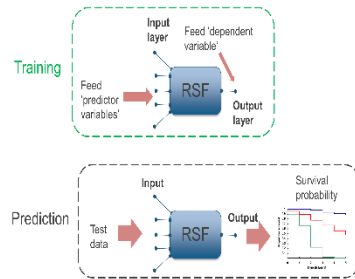 Training
Input
layer
Feed 'dependent
variable'
Feed
'predictor
variables'
RSF
Output
layer
Prediction
Input
Test
data
RSF
Output
Survival
probability